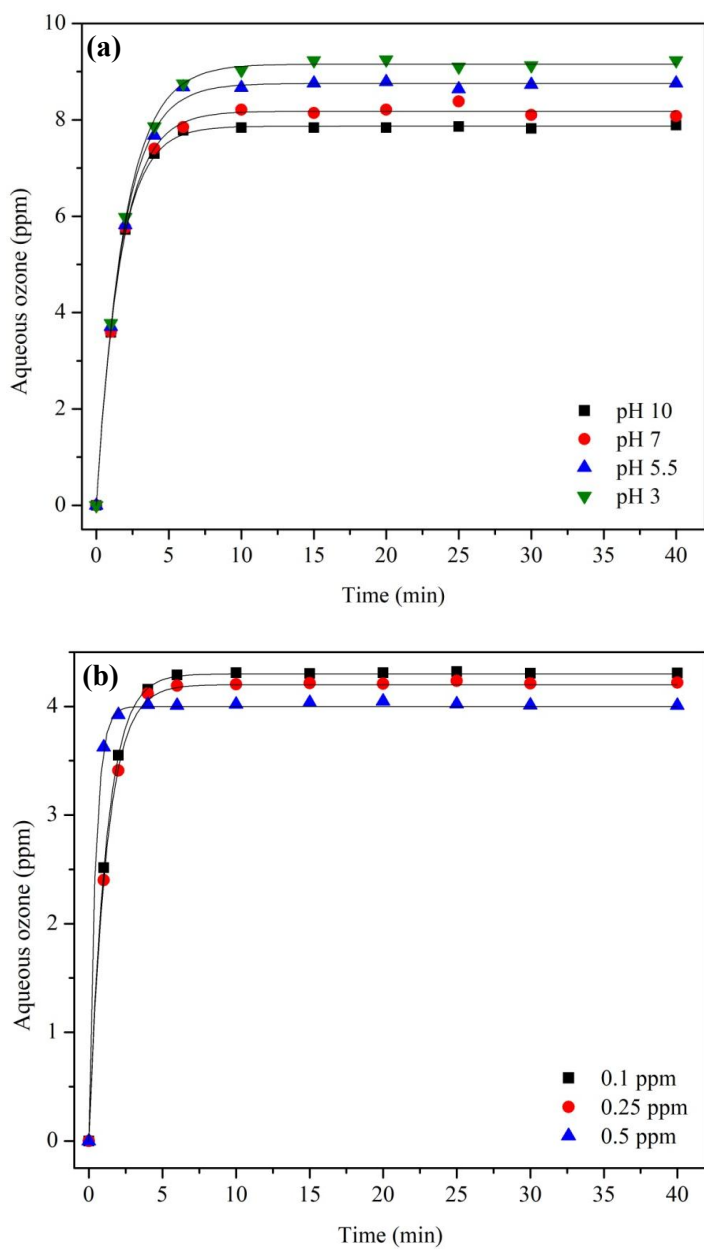 (a)
10
8
6
4
2
0
Aqueous ozone (ppm)
pH 10
pH 7
pH 5.5
pH 3
0 5 10 15 20 25 30 35 40
Time (min)
(b)
4
3
2
1
0
Aqueous ozone (ppm)
0.1 ppm
0.25 ppm
0.5 ppm
0 5 10 15 20 25 30 35 40
Time (min)